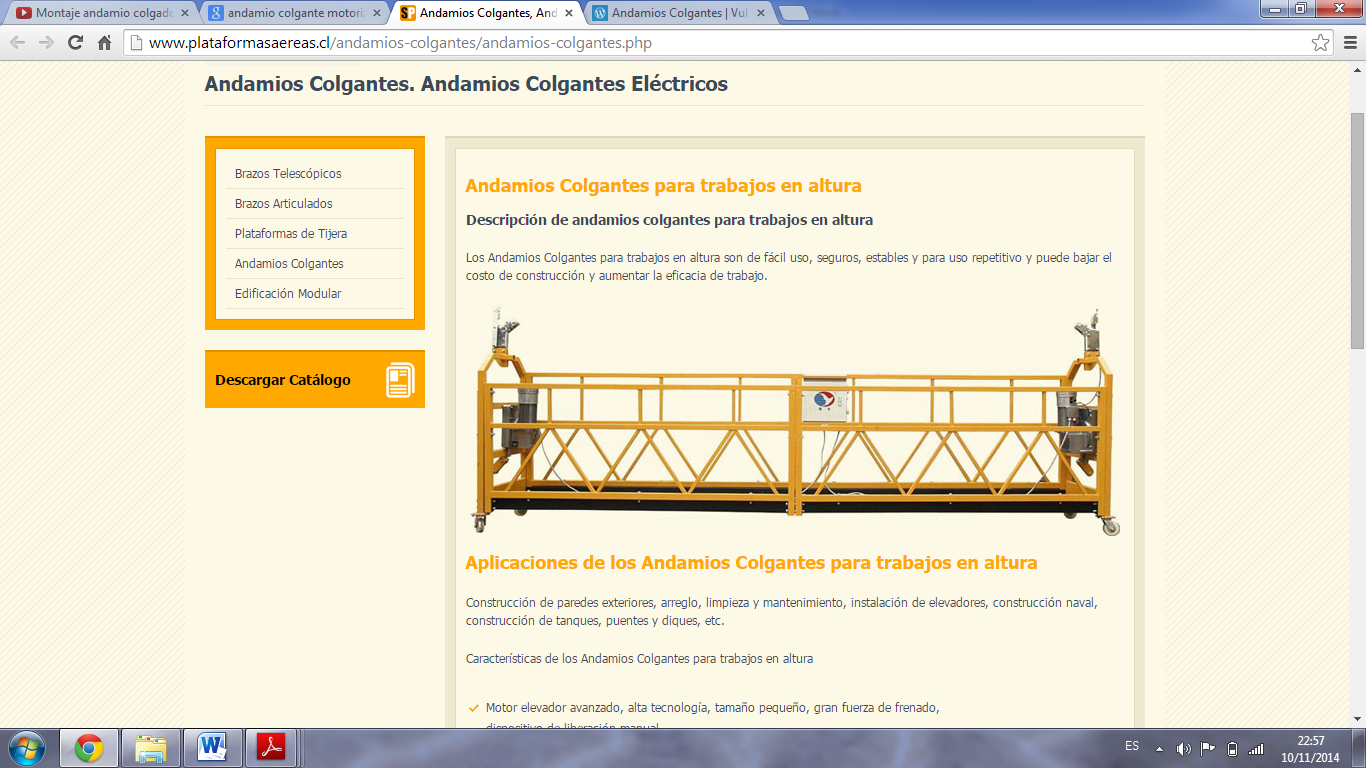 Montaje andamio colgado
andamio colgante motori
Andamios Colgantes, And
Andamios Colgantes | Vul
www.plataformasaereas.cl/andamios-colgantes/andamios-colgantes.php
Andamios Colgantes. Andamios Colgantes Eléctricos
Brazos Telescópicos
Brazos Articulados
Plataformas de Tijera
Andamios Colgantes
Edificación Modular
Descargar Catálogo
Andamios Colgantes para trabajos en altura
Descripción de andamios colgantes para trabajos en altura
Los Andamios Colgantes para trabajos en altura son de fácil uso, seguros, estables y para uso repetitivo y puede bajar el
costo de construcción y aumentar la eficacia de trabajo.
Aplicaciones de los Andamios Colgantes para trabajos en altura
Construcción de paredes exteriores, arreglo, limpieza y mantenimiento, instalación de elevadores, construcción naval,
construcción de tanques, puentes y diques, etc.
Características de los Andamios Colgantes para trabajos en altura
Motor elevador avanzado, alta tecnología, tamaño pequeño, gran fuerza de frenado,
dispositivo de liberación manual
ES
22:57
10/11/2014